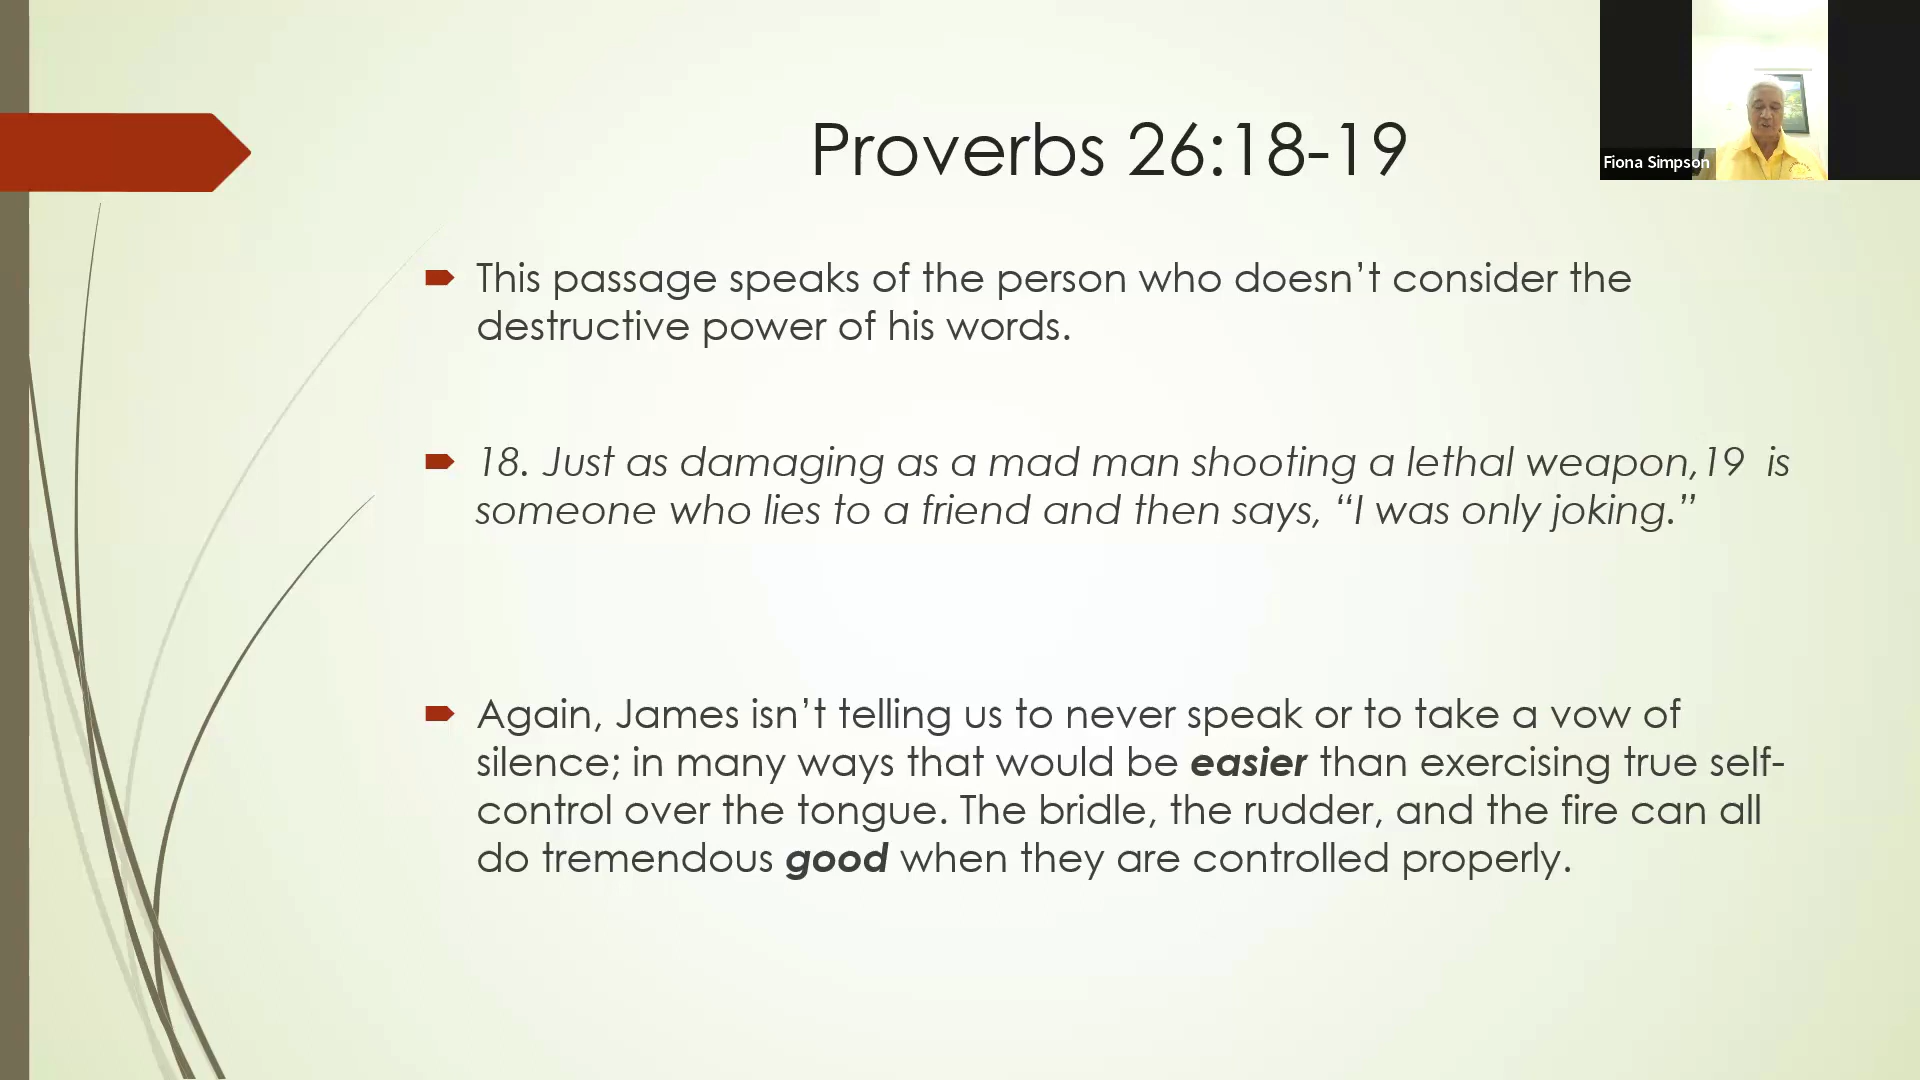 Proverbs 26:18-19
Fiona Simpson
This passage speaks of the person who doesn’t consider the
destructive power of his words.
18. Just as damaging as a mad man shooting a lethal weapon,19  is
someone who lies to a friend and then says, “I was only joking.”
Again, James isn’t telling us to never speak or to take a vow of
silence; in many ways that would be easier than exercising true self-
control over the tongue. The bridle, the rudder, and the fire can all
do tremendous good when they are controlled properly.